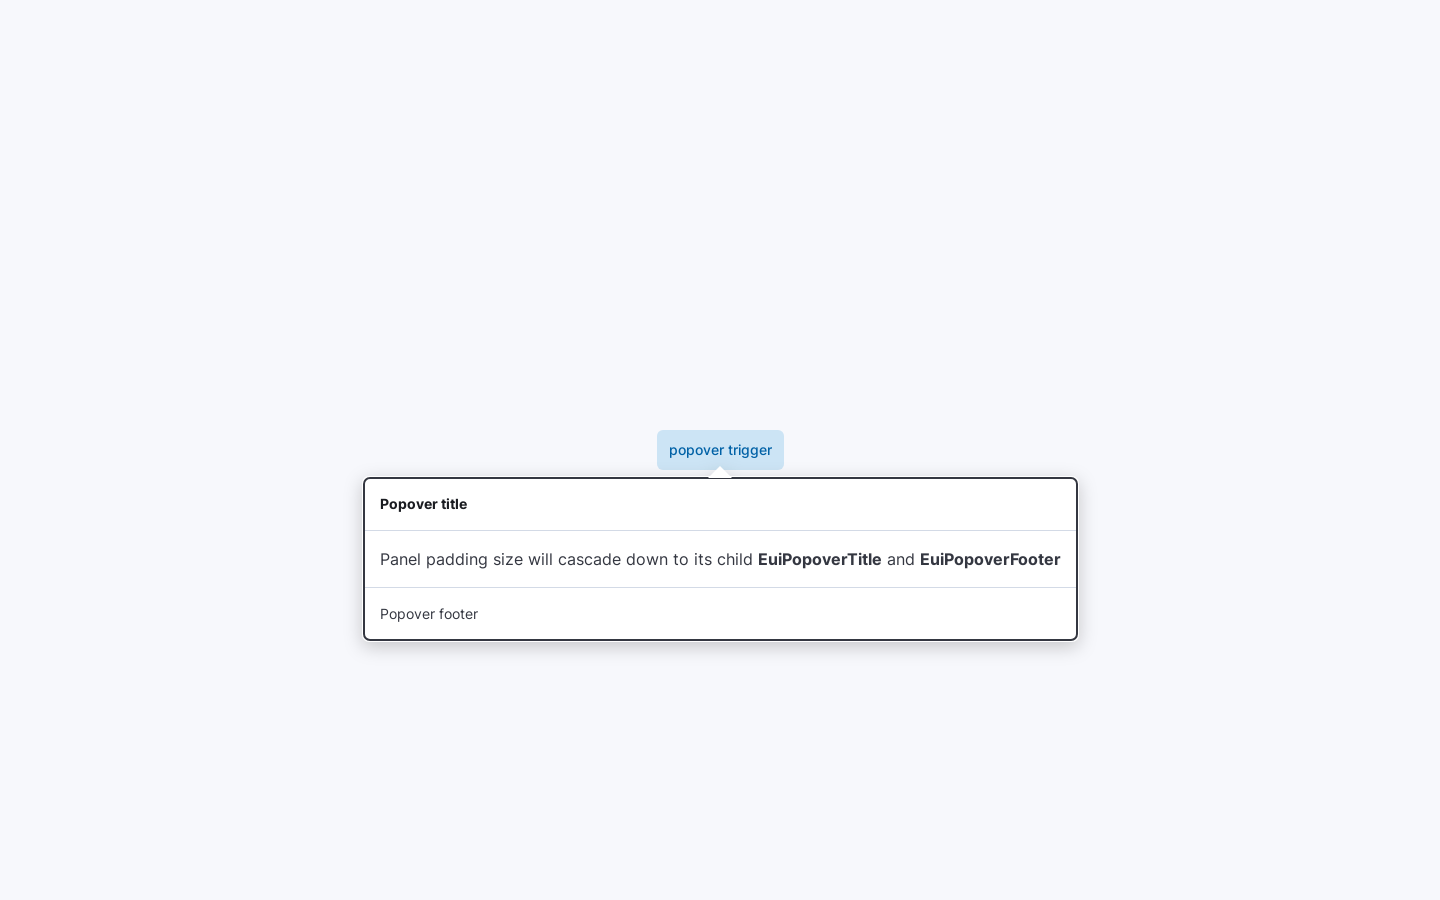 popover trigger
Popover title
Panel padding size will cascade down to its child EuiPopoverTitle and EuiPopoverFooter
Popover footer